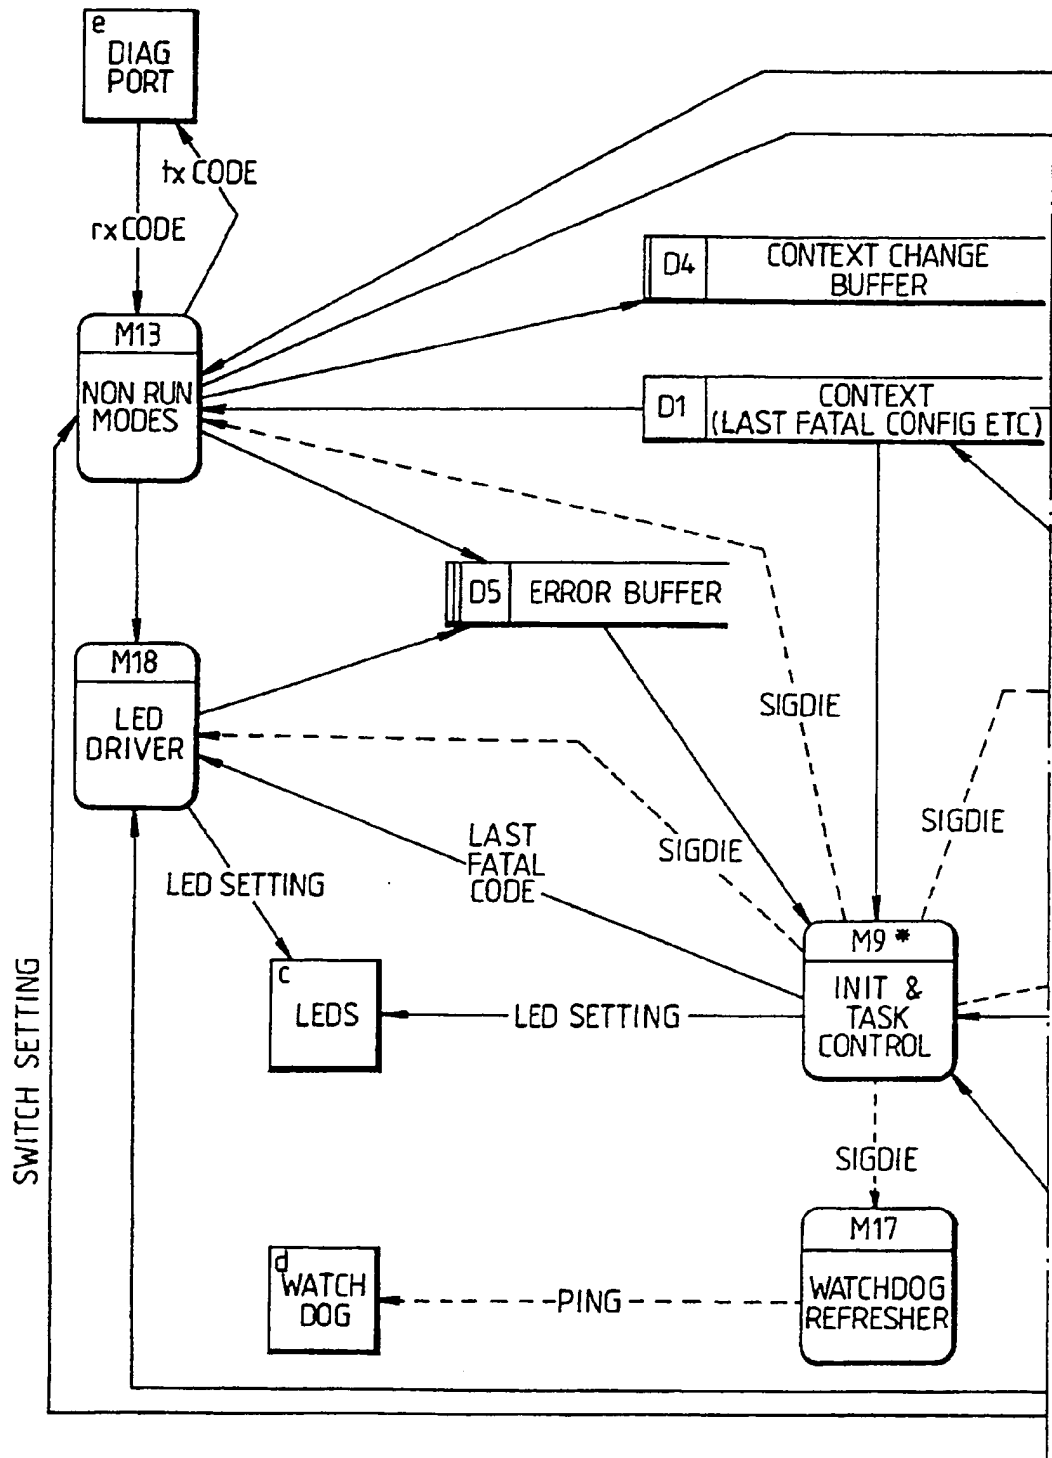 e
DIAG
PORT
tx CODE
rx CODE
D4
CONTEXT CHANGE
BUFFER
M13
NON RUN
MODES
D1
CONTEXT
(LAST FATAL CONFIG ETC)
D5
ERROR BUFFER
M18
LED
DRIVER
SIGDIE
SIGDIE
SIGDIE
LAST
FATAL
CODE
LED SETTING
M9 *
INIT &
TASK
CONTROL
c
LEDS
LED SETTING
SWITCH SETTING
SIGDIE
M17
WATCHDOG
REFRESHER
d
WATCH
DOG
PING